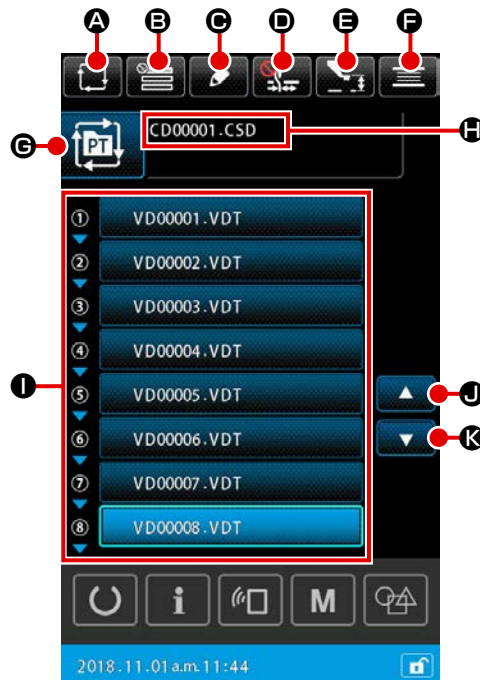 A B C D E F
G PT CD00001.CSD H
① VD00001.VDT
② VD00002.VDT
③ VD00003.VDT
④ VD00004.VDT
I ⑤ VD00005.VDT J
⑥ VD00006.VDT K
⑦ VD00007.VDT
⑧ VD00008.VDT
i M
2018.11.01 a.m. 11:44